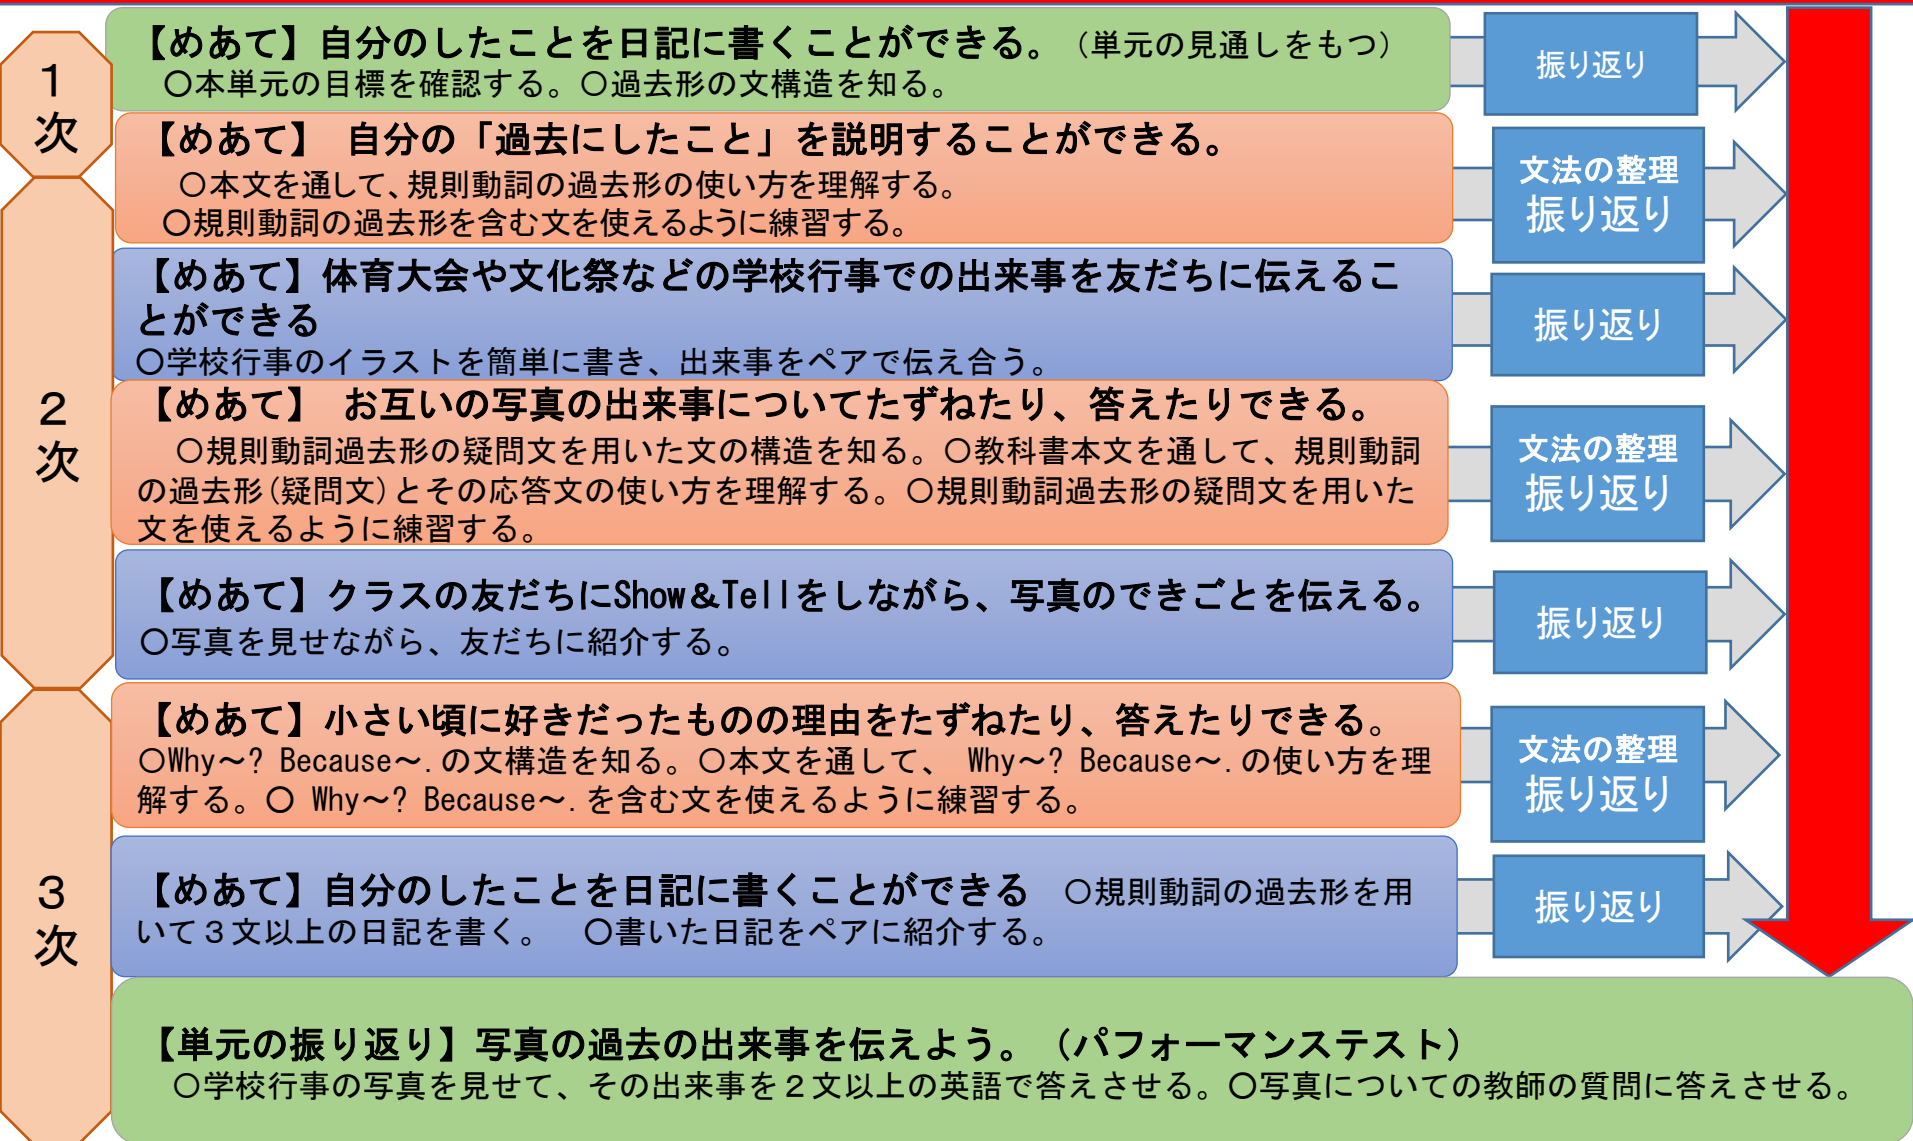 1
次
【めあて】自分のしたことを日記に書くことができる。（単元の見通しをもつ）
〇本単元の目標を確認する。〇過去形の文構造を知る。
振り返り
【めあて】 自分の「過去にしたこと」を説明することができる。
〇本文を通して、規則動詞の過去形の使い方を理解する。
〇規則動詞の過去形を含む文を使えるように練習する。
文法の整理
振り返り
2
次
【めあて】体育大会や文化祭などの学校行事での出来事を友だちに伝えるこ
とができる
〇学校行事のイラストを簡単に書き、出来事をペアで伝え合う。
振り返り
【めあて】 お互いの写真の出来事についてたずねたり、答えたりできる。
〇規則動詞過去形の疑問文を用いた文の構造を知る。〇教科書本文を通して、規則動詞
の過去形(疑問文)とその応答文の使い方を理解する。〇規則動詞過去形の疑問文を用いた
文を使えるように練習する。
文法の整理
振り返り
【めあて】クラスの友だちにShow＆Tellをしながら、写真のできごとを伝える。
〇写真を見せながら、友だちに紹介する。
振り返り
3
次
【めあて】小さい頃に好きだったものの理由をたずねたり、答えたりできる。
〇Why～? Because～.の文構造を知る。〇本文を通して、 Why～? Because～.の使い方を理
解する。〇 Why～? Because～.を含む文を使えるように練習する。
文法の整理
振り返り
【めあて】自分のしたことを日記に書くことができる 〇規則動詞の過去形を用
いて３文以上の日記を書く。 〇書いた日記をペアに紹介する。
振り返り
【単元の振り返り】写真の過去の出来事を伝えよう。（パフォーマンステスト）
〇学校行事の写真を見せて、その出来事を２文以上の英語で答えさせる。〇写真についての教師の質問に答えさせる。